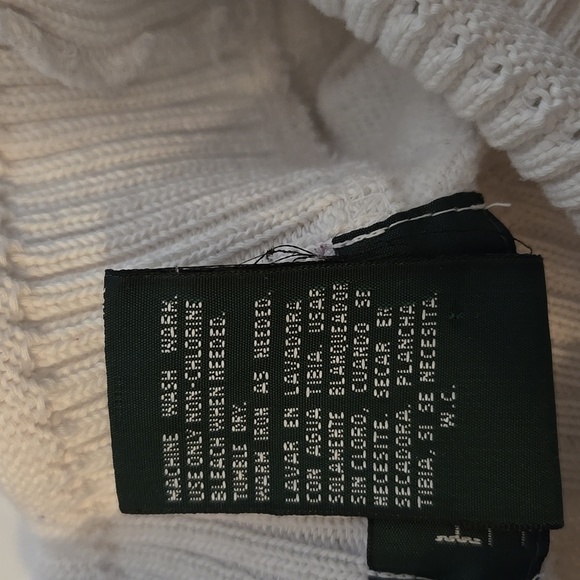 MACHINE WASH WARM.
USE ONLY NON-CHLORINE
BLEACH WHEN NEEDED.
TUMBLE DRY.
WARM IRON AS NEEDED.
LAVAR EN LAVADORA
CON AGUA TIBIA. USAR
SOLAMENTE BLANQUEADOR
SIN CLORO, CUANDO SE
NECESITE. SECAR EN
SECADORA. PLANCHA
TIBIA, SI SE NECESITA.
W.C.